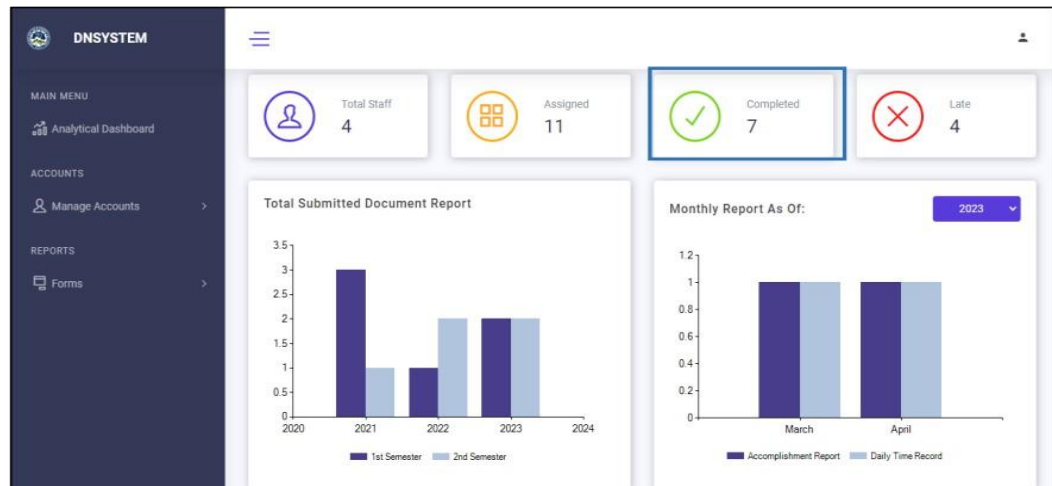 DNSYSTEM
MAIN MENU
Analytical Dashboard
ACCOUNTS
Manage Accounts
REPORTS
Forms
Total Staff
4
Assigned
11
Completed
7
Late
4
Total Submitted Document Report
3.5
3
2.5
2
1.5
1
0.5
0
2020 2021 2022 2023 2024
1st Semester 2nd Semester
Monthly Report As Of:
2023
1.2
1
0.8
0.6
0.4
0.2
0
March April
Accomplishment Report Daily Time Record